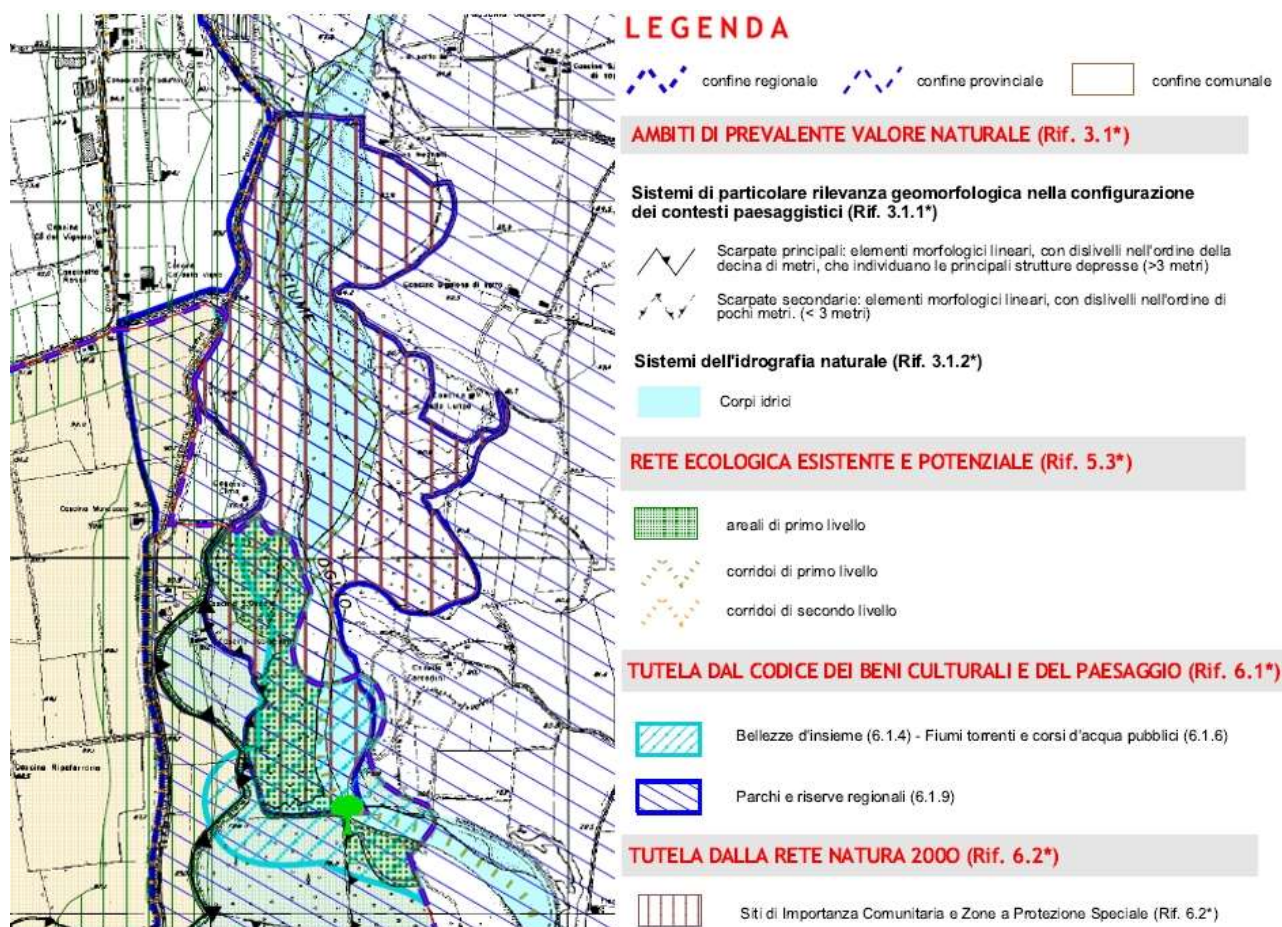 LEGENDA
confine regionale
confine provinciale
confine comunale
AMBITI DI PREVALENTE VALORE NATURALE (Rif. 3.1*)
Sistemi di particolare rilevanza geomorfologica nella configurazione
dei contesti paesaggistici (Rif. 3.1.1*)
Scarpate principali: elementi morfologici lineari, con dislivelli nell'ordine della
decina di metri, che individuano le principali strutture depresse (>3 metri)
Scarpate secondarie: elementi morfologici lineari, con dislivelli nell'ordine di
pochi metri. (< 3 metri)
Sistemi dell'idrografia naturale (Rif. 3.1.2*)
Corpi idrici
RETE ECOLOGICA ESISTENTE E POTENZIALE (Rif. 5.3*)
areali di primo livello
corridoi di primo livello
corridoi di secondo livello
TUTELA DAL CODICE DEI BENI CULTURALI E DEL PAESAGGIO (Rif. 6.1*)
Bellezze d'insieme (6.1.4) - Fiumi torrenti e corsi d'acqua pubblici (6.1.6)
Parchi e riserve regionali (6.1.9)
TUTELA DALLA RETE NATURA 2000 (Rif. 6.2*)
Siti di Importanza Comunitaria e Zone a Protezione Speciale (Rif. 6.2*)
FIUME
OGLIO
Cascina Ripaferrone